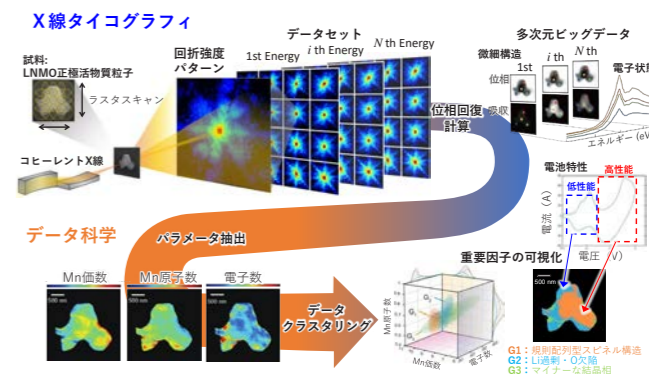 X線タイコグラフィ
試料:
LNMO正極活物質粒子
ラスタスキャン
コヒーレントX線
回折強度
パターン
データセット
1st Energy
i th Energy
N th Energy
位相回復
計算
多次元ビッグデータ
微細構造
1st
i th
N th
位相
吸収
電子状態
エネルギー (eV)
電池特性
高性能
低性能
電流（A）
電圧（V）
データ科学
パラメータ抽出
Mn価数
Mn原子数
電子数
500 nm
500 nm
500 nm
データ
クラスタリング
重要因子の可視化
Mn原子数
Mn価数
電子数
G1
G2
G3
500 nm
G1：規則配列型スピネル構造
G2：Li過剰・O欠陥
G3：マイナーな結晶相